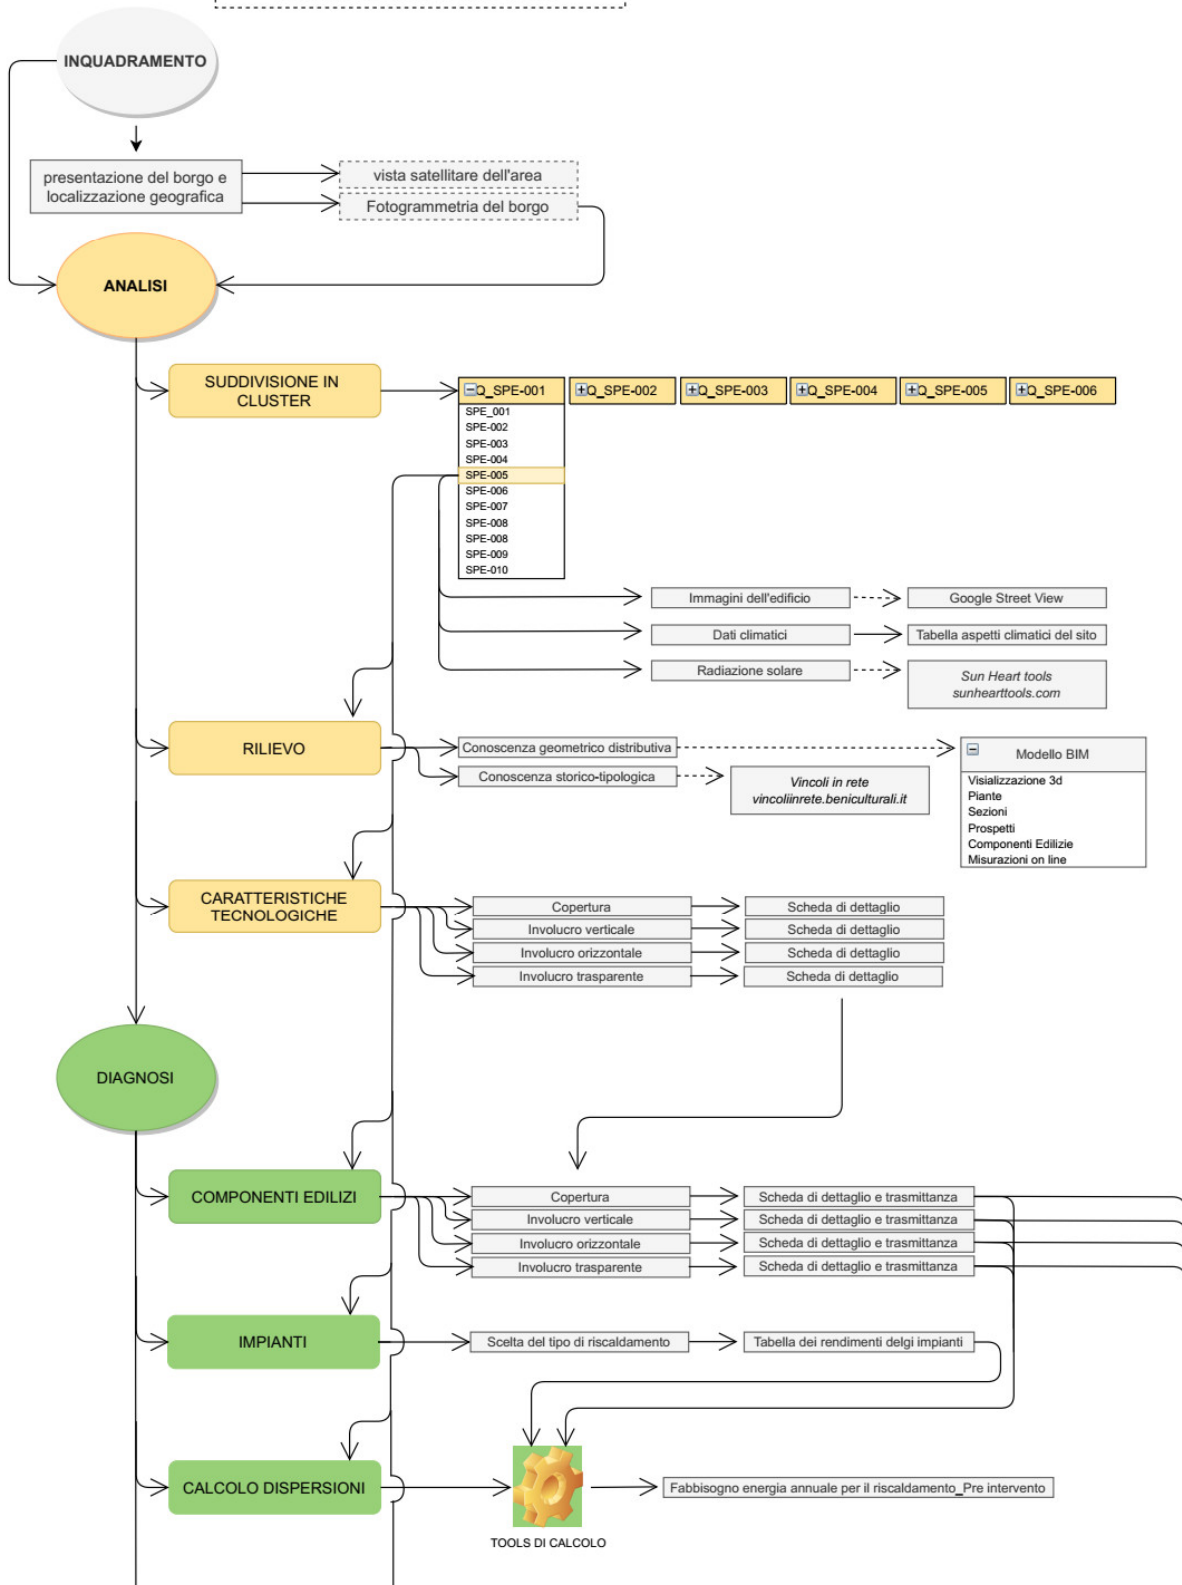 INQUADRAMENTO
presentazione del borgo e
localizzazione geografica
vista satellitare dell'area
Fotogrammetria del borgo
ANALISI
SUDDIVISIONE IN
CLUSTER
Q_SPE-001
Q_SPE-002
Q_SPE-003
Q_SPE-004
Q_SPE-005
Q_SPE-006
SPE_001
SPE-002
SPE-003
SPE-004
SPE-005
SPE-006
SPE-007
SPE-008
SPE-008
SPE-009
SPE-010
Immagini dell'edificio
Google Street View
Dati climatici
Tabella aspetti climatici del sito
Radiazione solare
Sun Heart tools
sunhearttools.com
RILIEVO
Conoscenza geometrico distributiva
Conoscenza storico-tipologica
Vincoli in rete
vincoliinrete.beniculturali.it
Modello BIM
Visializzazione 3d
Piante
Sezioni
Prospetti
Componenti Edilizie
Misurazioni on line
CARATTERISTICHE
TECNOLOGICHE
Copertura
Scheda di dettaglio
Involucro verticale
Scheda di dettaglio
Involucro orizzontale
Scheda di dettaglio
Involucro trasparente
Scheda di dettaglio
DIAGNOSI
COMPONENTI EDILIZI
Copertura
Scheda di dettaglio e trasmittanza
Involucro verticale
Scheda di dettaglio e trasmittanza
Involucro orizzontale
Scheda di dettaglio e trasmittanza
Involucro trasparente
Scheda di dettaglio e trasmittanza
IMPIANTI
Scelta del tipo di riscaldamento
Tabella dei rendimenti delgi impianti
CALCOLO DISPERSIONI
Fabbisogno energia annuale per il riscaldamento_Pre intervento
TOOLS DI CALCOLO